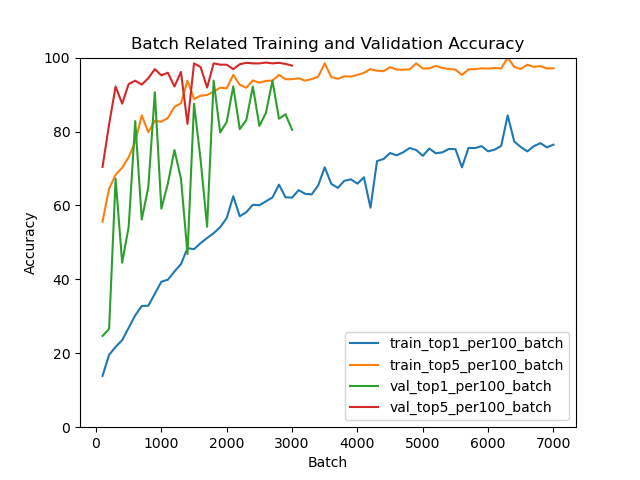 Batch Related Training and Validation Accuracy
100
80
60
40
20
0
Accuracy
train_top1_per100_batch
train_top5_per100_batch
val_top1_per100_batch
val_top5_per100_batch
0 1000 2000 3000 4000 5000 6000 7000
Batch